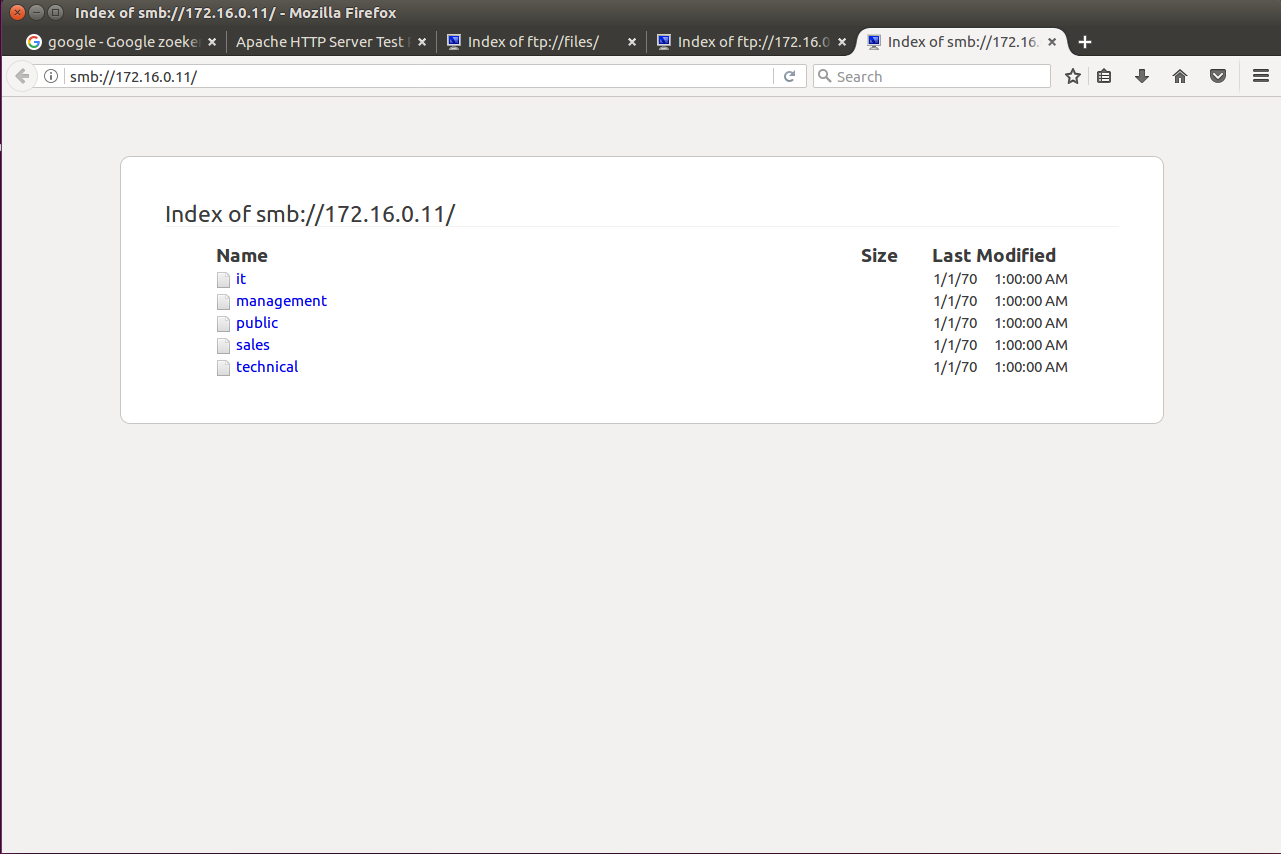 Index of smb://172.16.0.11/ - Mozilla Firefox
google - Google zoeken Apache HTTP Server Test Index of ftp://files/ Index of ftp://172.16.0 Index of smb://172.16.
smb://172.16.0.11/ Search
Index of smb://172.16.0.11/
Name Size Last Modified
it 1/1/70 1:00:00 AM
management 1/1/70 1:00:00 AM
public 1/1/70 1:00:00 AM
sales 1/1/70 1:00:00 AM
technical 1/1/70 1:00:00 AM